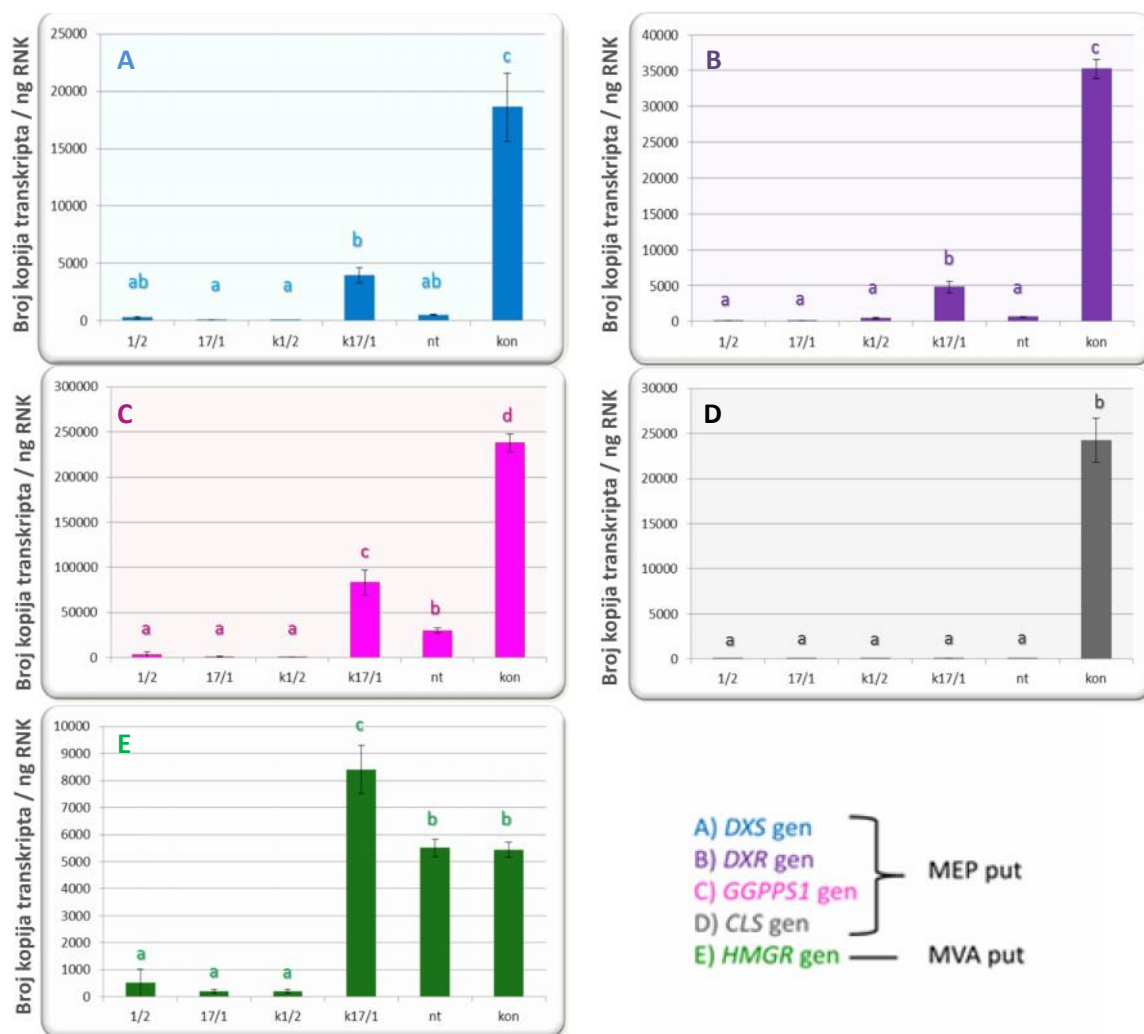 A
Broj kopija transkripta / ng RNK
25000
20000
15000
10000
5000
0
ab
a
a
b
ab
c
1/2
17/1
k1/2
k17/1
nt
kon
B
Broj kopija transkripta / ng RNK
40000
35000
30000
25000
20000
15000
10000
5000
0
a
a
a
b
a
c
1/2
17/1
k1/2
k17/1
nt
kon
C
Broj kopija transkripta / ng RNK
300000
250000
200000
150000
100000
50000
0
a
a
a
c
b
d
1/2
17/1
k1/2
k17/1
nt
kon
D
Broj kopija transkripta / ng RNK
30000
25000
20000
15000
10000
5000
0
a
a
a
a
a
b
1/2
17/1
k1/2
k17/1
nt
kon
E
Broj kopija transkripta / ng RNK
10000
9000
8000
7000
6000
5000
4000
3000
2000
1000
0
a
a
a
c
b
b
1/2
17/1
k1/2
k17/1
nt
kon
A) DXS gen
B) DXR gen
C) GGPPS1 gen
D) CLS gen
MEP put
E) HMGR gen
MVA put